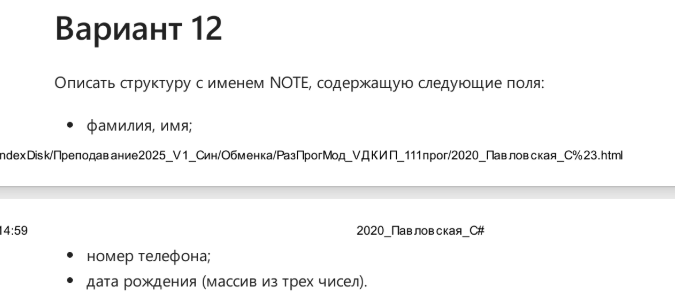 Вариант 12
Описать структуру с именем NOTE, содержащую следующие поля:
• фамилия, имя;
ndexDisk/Преподавание2025_V1_Син/Обменка/РазПрогМод_VДКИП_111прог/2020_Павловская_C%23.html
14:59 2020_Павловская_C#
• номер телефона;
• дата рождения (массив из трех чисел).